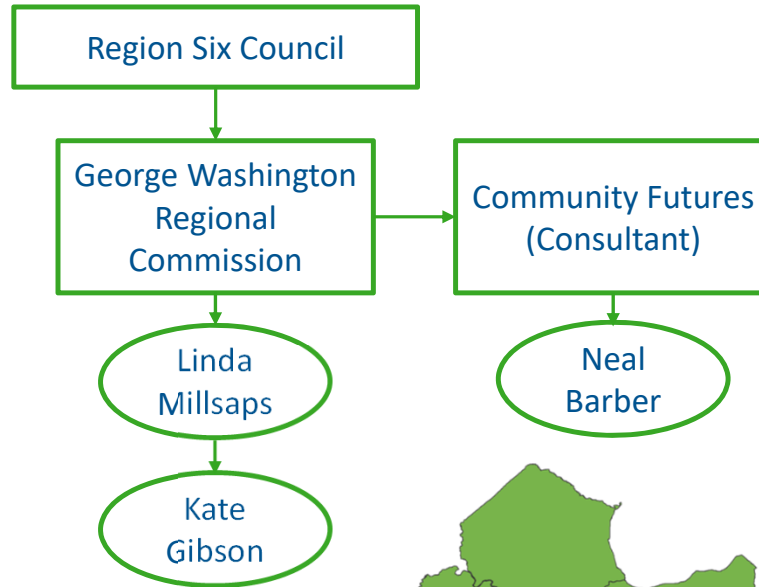 Region Six Council
George Washington
Regional
Commission
Community Futures
(Consultant)
Linda
Millsaps
Neal
Barber
Kate
Gibson